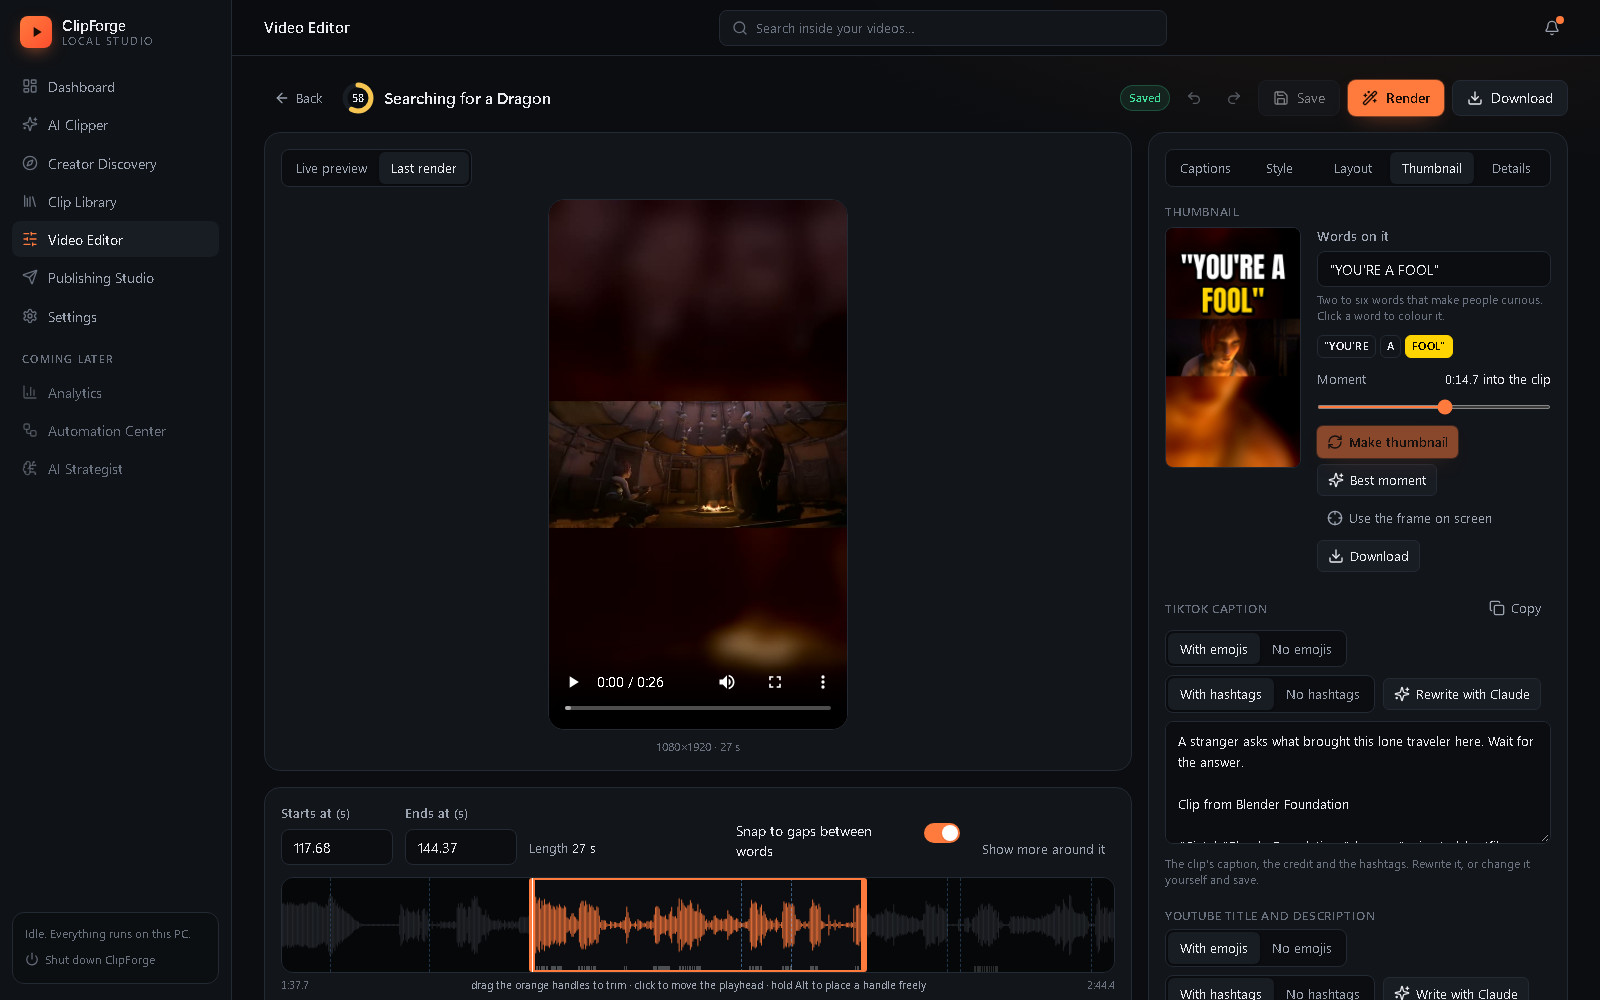 ClipForge
LOCAL STUDIO
Dashboard
AI Clipper
Creator Discovery
Clip Library
Video Editor
Publishing Studio
Settings
COMING LATER
Analytics
Automation Center
AI Strategist
Idle. Everything runs on this PC.
Shut down ClipForge
Video Editor
Search inside your videos...
Back
58
Searching for a Dragon
Saved
Save
Render
Download
Live preview
Last render
0:00 / 0:26
1080×1920 · 27 s
Starts at (s)
Ends at (s)
117.68
144.37
Length 27 s
Snap to gaps between
words
Show more around it
1:37.7
drag the orange handles to trim · click to move the playhead · hold Alt to place a handle freely
2:44.4
Captions
Style
Layout
Thumbnail
Details
THUMBNAIL
"YOU'RE A
FOOL"
Words on it
"YOU'RE A FOOL"
Two to six words that make people curious.
Click a word to colour it.
"YOU'RE
A
FOOL"
Moment
0:14.7 into the clip
Make thumbnail
Best moment
Use the frame on screen
Download
TIKTOK CAPTION
Copy
With emojis
No emojis
With hashtags
No hashtags
Rewrite with Claude
A stranger asks what brought this lone traveler here. Wait for
the answer.
Clip from Blender Foundation
The clip's caption, the credit and the hashtags. Rewrite it, or change it
yourself and save.
YOUTUBE TITLE AND DESCRIPTION
With emojis
No emojis
With hashtags
No hashtags
Write with Claude